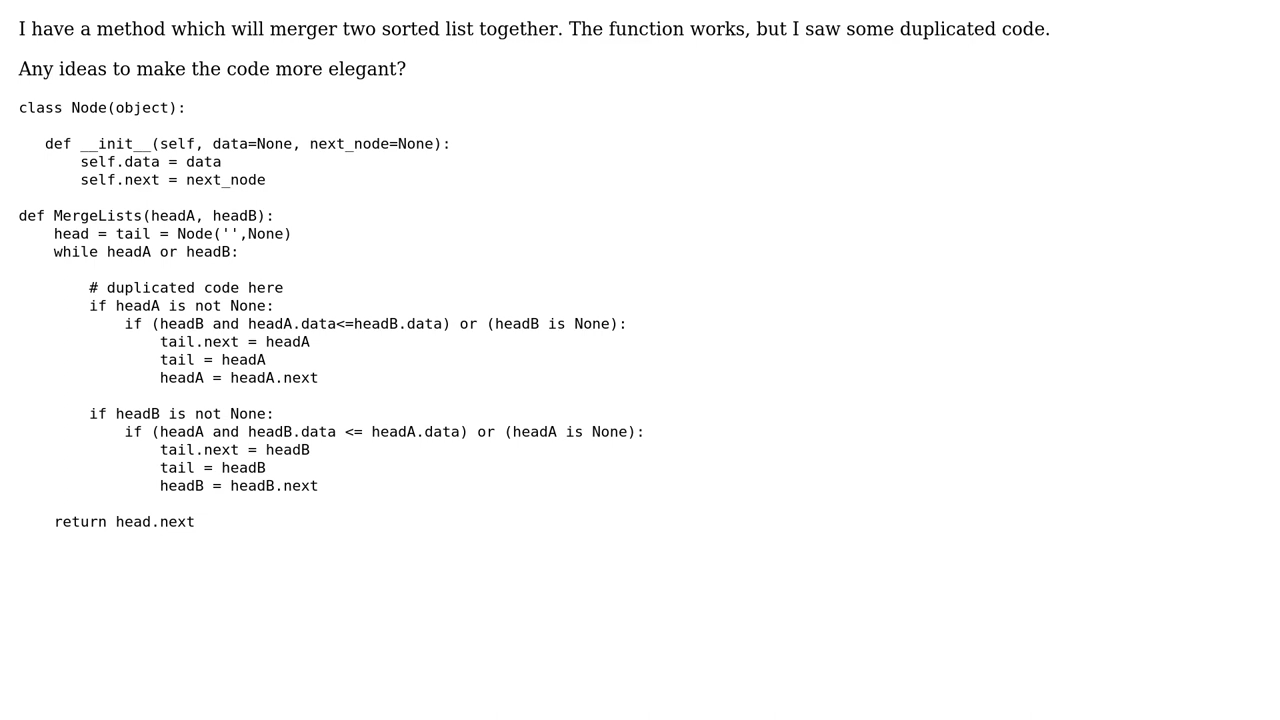 I have a method which will merger two sorted list together. The function works, but I saw some duplicated code.
Any ideas to make the code more elegant?
class Node(object):
   def __init__(self, data=None, next_node=None):
       self.data = data
       self.next = next_node
def MergeLists(headA, headB):
    head = tail = Node('',None)
    while headA or headB:
        # duplicated code here
        if headA is not None:
            if (headB and headA.data<=headB.data) or (headB is None):
                tail.next = headA
                tail = headA
                headA = headA.next
        if headB is not None:
            if (headA and headB.data <= headA.data) or (headA is None):
                tail.next = headB
                tail = headB
                headB = headB.next
    return head.next